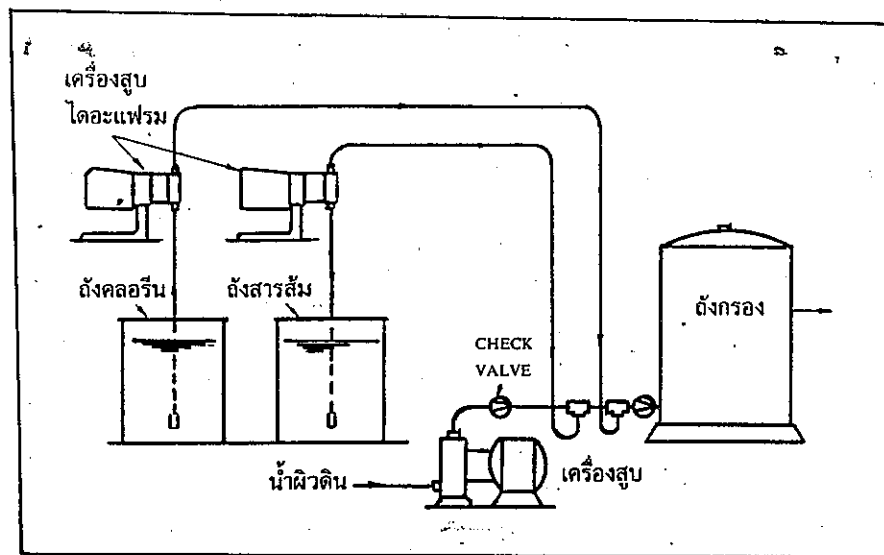 เครื่องสูบ
ไดอะแฟรม
ถังคลอรีน
ถังสารส้ม
ถังกรอง
CHECK
VALVE
น้ำผิวดิน
เครื่องสูบ